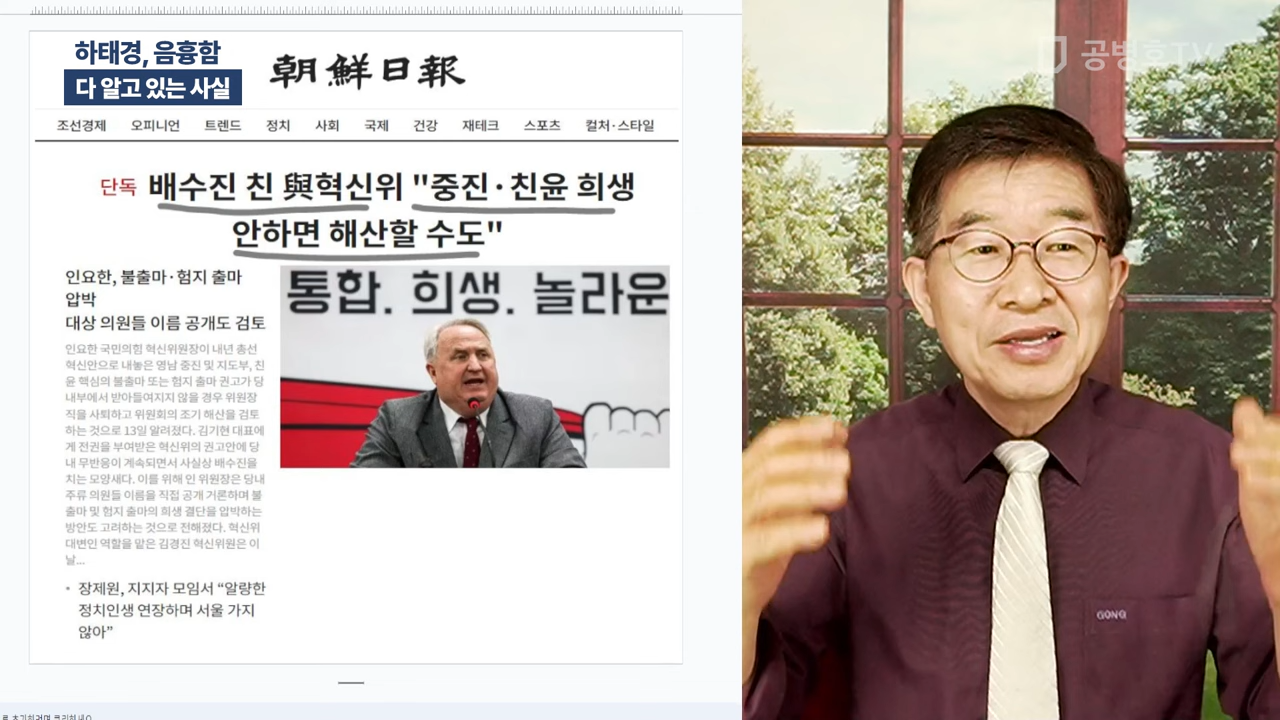 하태경, 음흉함
다 알고 있는 사실
朝鮮日報
조선경제 오피니언 트렌드 정치 사회 국제 건강 재테크 스포츠 컬처·스타일
단독 배수진 친 與혁신위 "중진·친윤 희생
안하면 해산할 수도"
인요한, 불출마·험지 출마
압박
대상 의원들 이름 공개도 검토
인요한 국민의힘 혁신위원장이 내년 총선
혁신안으로 내놓은 영남 중진 및 지도부, 친
윤 핵심의 불출마 또는 험지 출마 권고가 당
내부에서 받아들여지지 않을 경우 위원장
직을 사퇴하고 위원회의 조기 해산을 검토
하는 것으로 13일 알려졌다. 김기현 대표에
게 전권을 부여받은 혁신위의 권고안에 당
내 무반응이 계속되면서 사실상 배수진을
치는 모양새다. 이를 위해 인 위원장은 당내
주류 의원들 이름을 직접 공개 거론하며 불
출마 및 험지 출마의 희생 결단을 압박하는
방안도 고려하는 것으로 전해졌다. 혁신위
대변인 역할을 맡은 김경진 혁신위원은 이
날...
• 장제원, 지지자 모임서 “알량한
정치인생 연장하며 서울 가지
않아”
통합. 희생. 놀라운
공병호TV
GONG